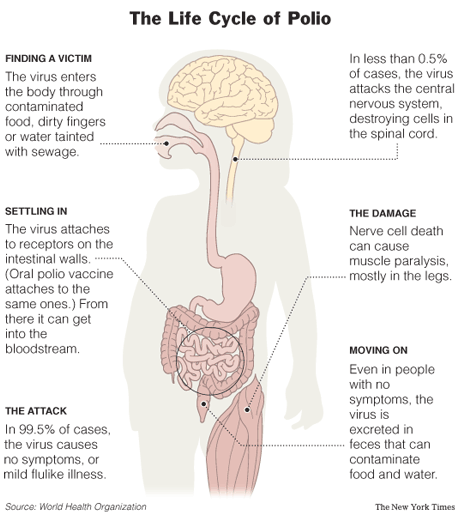 The Life Cycle of Polio
FINDING A VICTIM
The virus enters
the body through
contaminated
food, dirty fingers
or water tainted
with sewage.
SETTLING IN
The virus attaches
to receptors on the
intestinal walls.
(Oral polio vaccine
attaches to the
same ones.) From
there it can get
into the
bloodstream.
THE ATTACK
In 99.5% of cases,
the virus causes
no symptoms, or
mild flulike illness.
In less than 0.5%
of cases, the virus
attacks the central
nervous system,
destroying cells in
the spinal cord.
THE DAMAGE
Nerve cell death
can cause
muscle paralysis,
mostly in the legs.
MOVING ON
Even in people
with no
symptoms, the
virus is
excreted in
feces that can
contaminate
food and water.
Source: World Health Organization
The New York Times